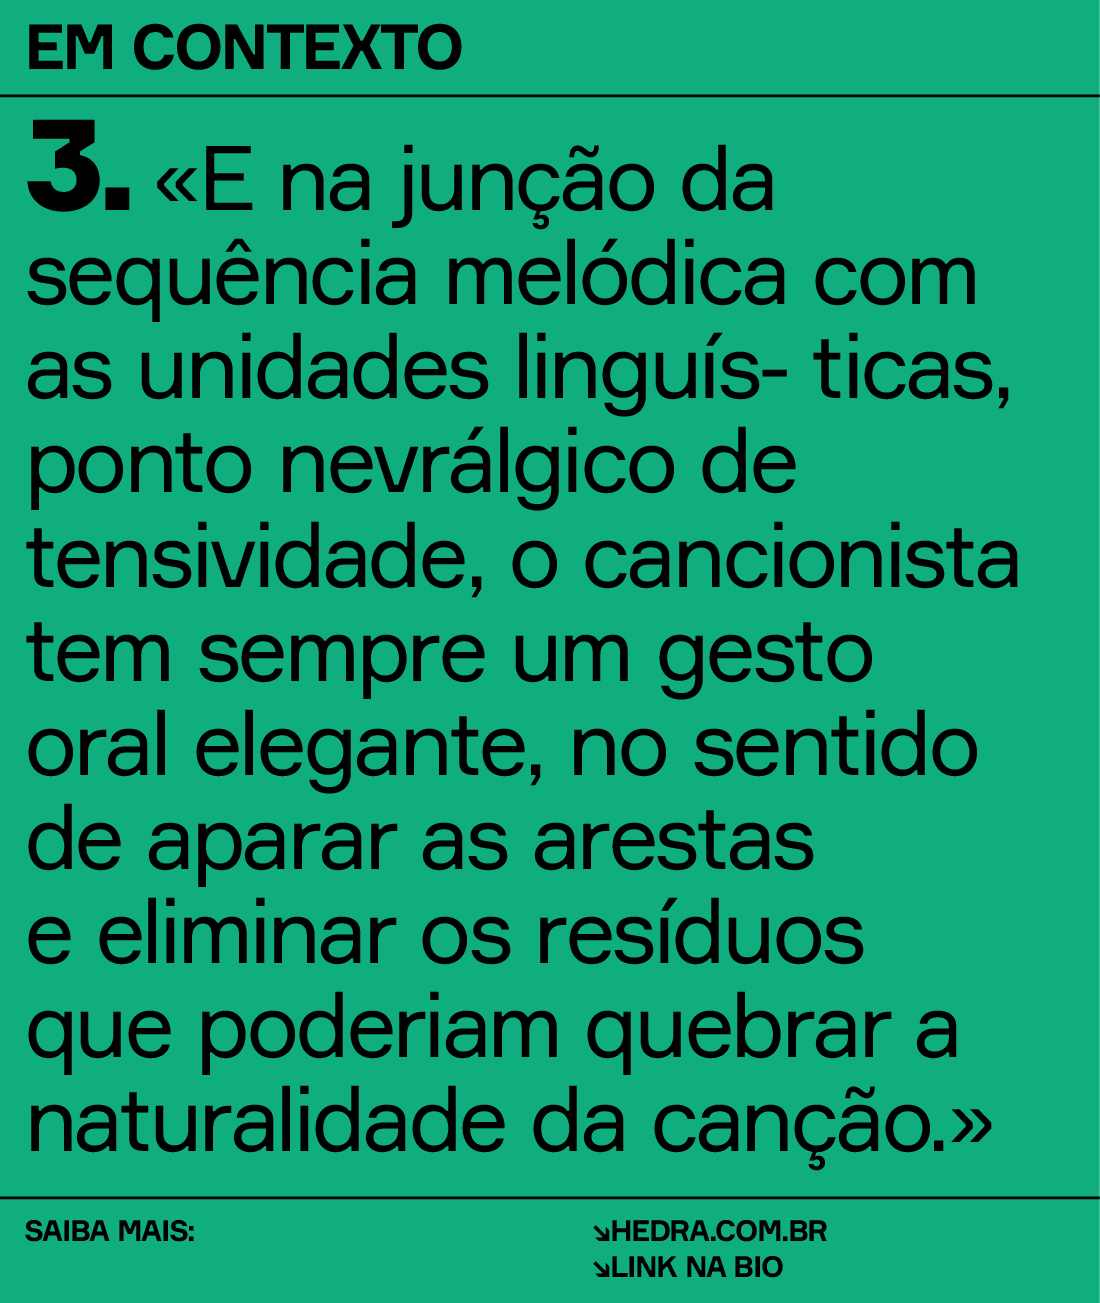 EM CONTEXTO
3. «E na junção da
sequência melódica com
as unidades linguís- ticas,
ponto nevrálgico de
tensividade, o cancionista
tem sempre um gesto
oral elegante, no sentido
de aparar as arestas
e eliminar os resíduos
que poderiam quebrar a
naturalidade da canção.»
SAIBA MAIS:
↘HEDRA.COM.BR
↘LINK NA BIO